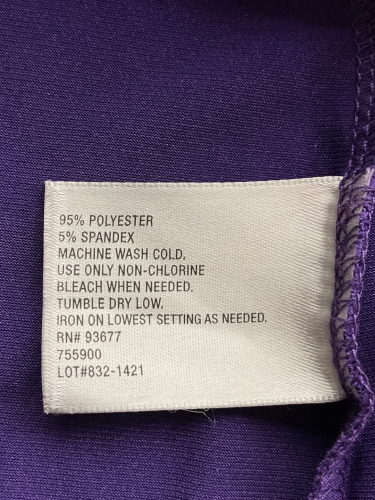 95% POLYESTER
5% SPANDEX
MACHINE WASH COLD.
USE ONLY NON-CHLORINE
BLEACH WHEN NEEDED.
TUMBLE DRY LOW.
IRON ON LOWEST SETTING AS NEEDED.
RN# 93677
755900
LOT#832-1421